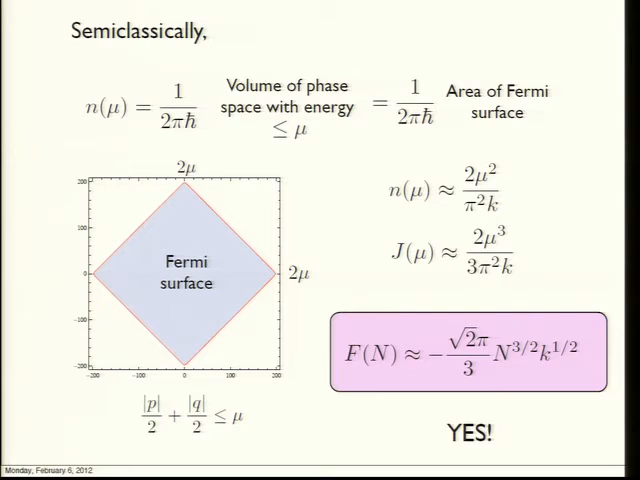 Semiclassically,
n(μ) = 1/2πℏ Volume of phase space with energy ≤ μ = 1/2πℏ Area of Fermi surface
2μ
200
100
0
-100
-200
-200 -100 0 100 200
Fermi
surface
2μ
|p|/2 + |q|/2 ≤ μ
n(μ) ≈ 2μ²/π²k
J(μ) ≈ 2μ³/3π²k
F(N) ≈ −√2π/3 N^{3/2}k^{1/2}
YES!
Monday, February 6, 2012